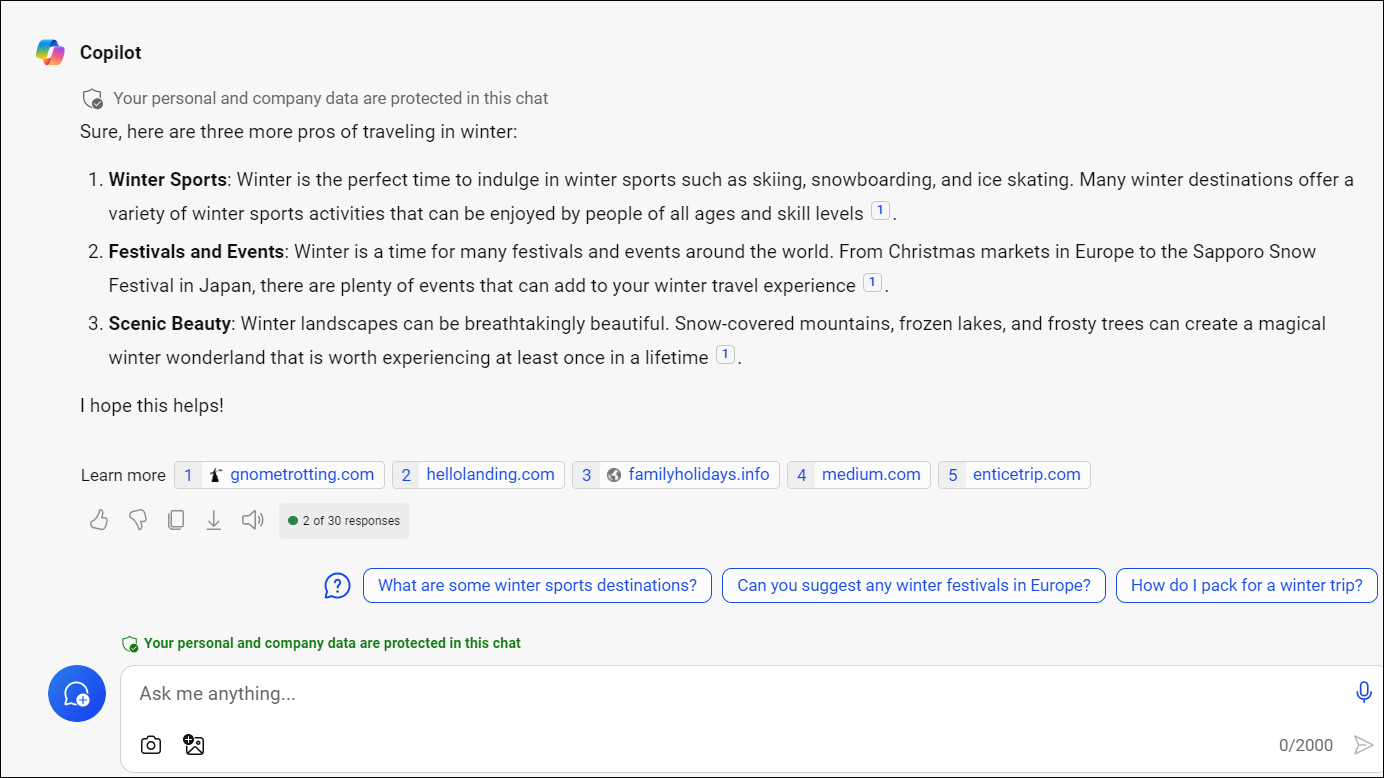 Copilot
Your personal and company data are protected in this chat
Sure, here are three more pros of traveling in winter:
1. Winter Sports: Winter is the perfect time to indulge in winter sports such as skiing, snowboarding, and ice skating. Many winter destinations offer a
variety of winter sports activities that can be enjoyed by people of all ages and skill levels 1.
2. Festivals and Events: Winter is a time for many festivals and events around the world. From Christmas markets in Europe to the Sapporo Snow
Festival in Japan, there are plenty of events that can add to your winter travel experience 1.
3. Scenic Beauty: Winter landscapes can be breathtakingly beautiful. Snow-covered mountains, frozen lakes, and frosty trees can create a magical
winter wonderland that is worth experiencing at least once in a lifetime 1.
I hope this helps!
Learn more 1 gnometrotting.com 2 hellolanding.com 3 familyholidays.info 4 medium.com 5 enticetrip.com
2 of 30 responses
What are some winter sports destinations? Can you suggest any winter festivals in Europe? How do I pack for a winter trip?
Your personal and company data are protected in this chat
Ask me anything...
0/2000